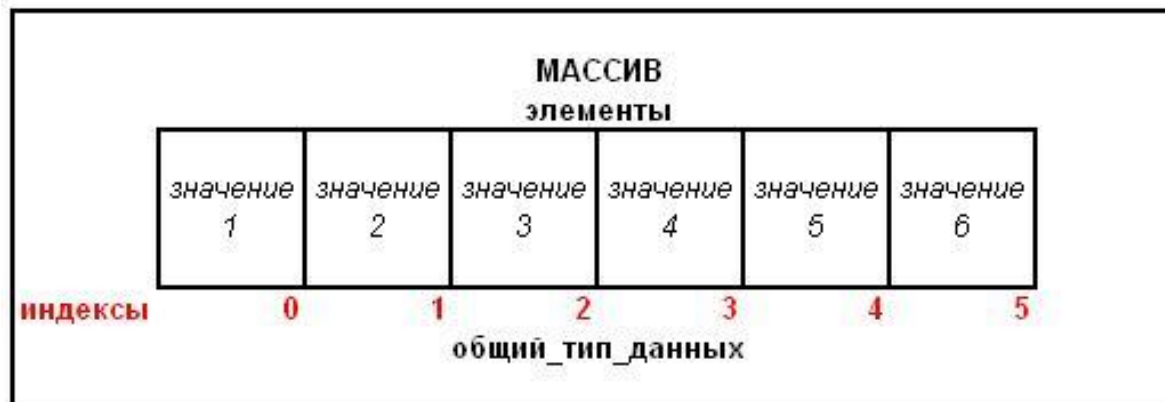 МАССИВ
элементы
значение значение значение значение значение значение
1 2 3 4 5 6
индексы 0 1 2 3 4 5
общий_тип_данных